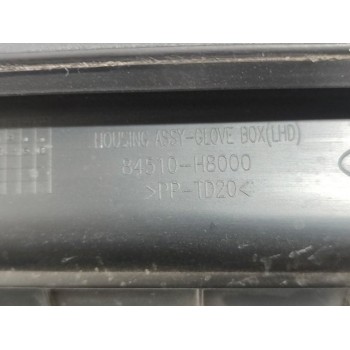 HOUSING ASSY-GLOVE BOX(LHD)
84510-H8000
>PP-TD20<